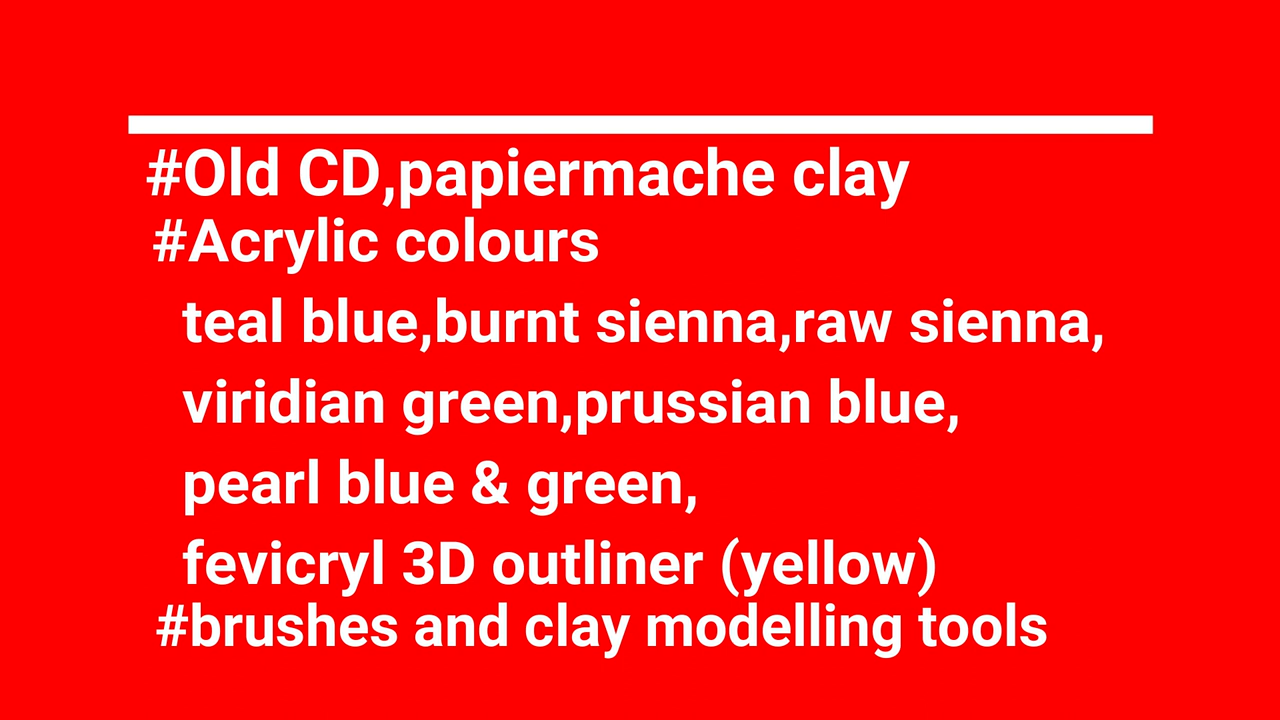 #Old CD,papiermache clay
#Acrylic colours
teal blue,burnt sienna,raw sienna,
viridian green,prussian blue,
pearl blue & green,
fevicryl 3D outliner (yellow)
#brushes and clay modelling tools